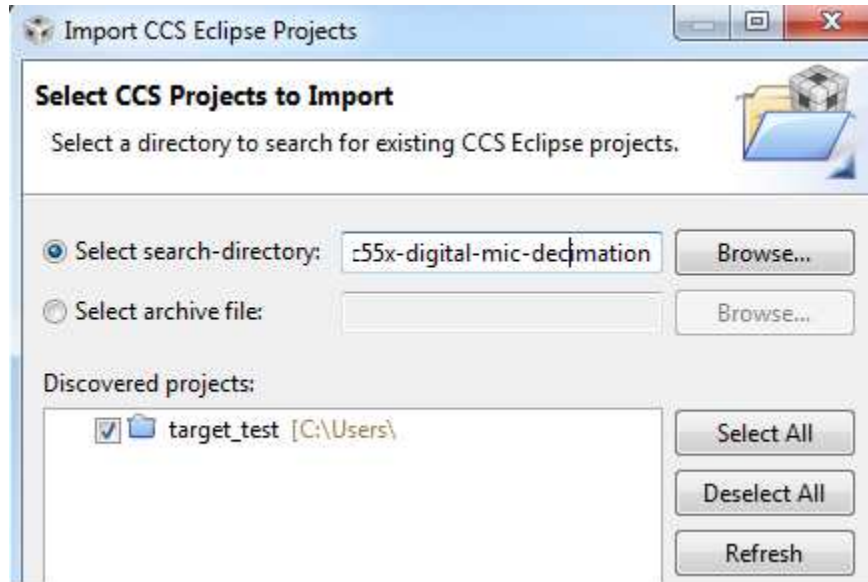 Import CCS Eclipse Projects
Select CCS Projects to Import
Select a directory to search for existing CCS Eclipse projects.
Select search-directory: c55x-digital-mic-decimation Browse...
Select archive file: Browse...
Discovered projects:
target_test [C:\Users\
Select All
Deselect All
Refresh